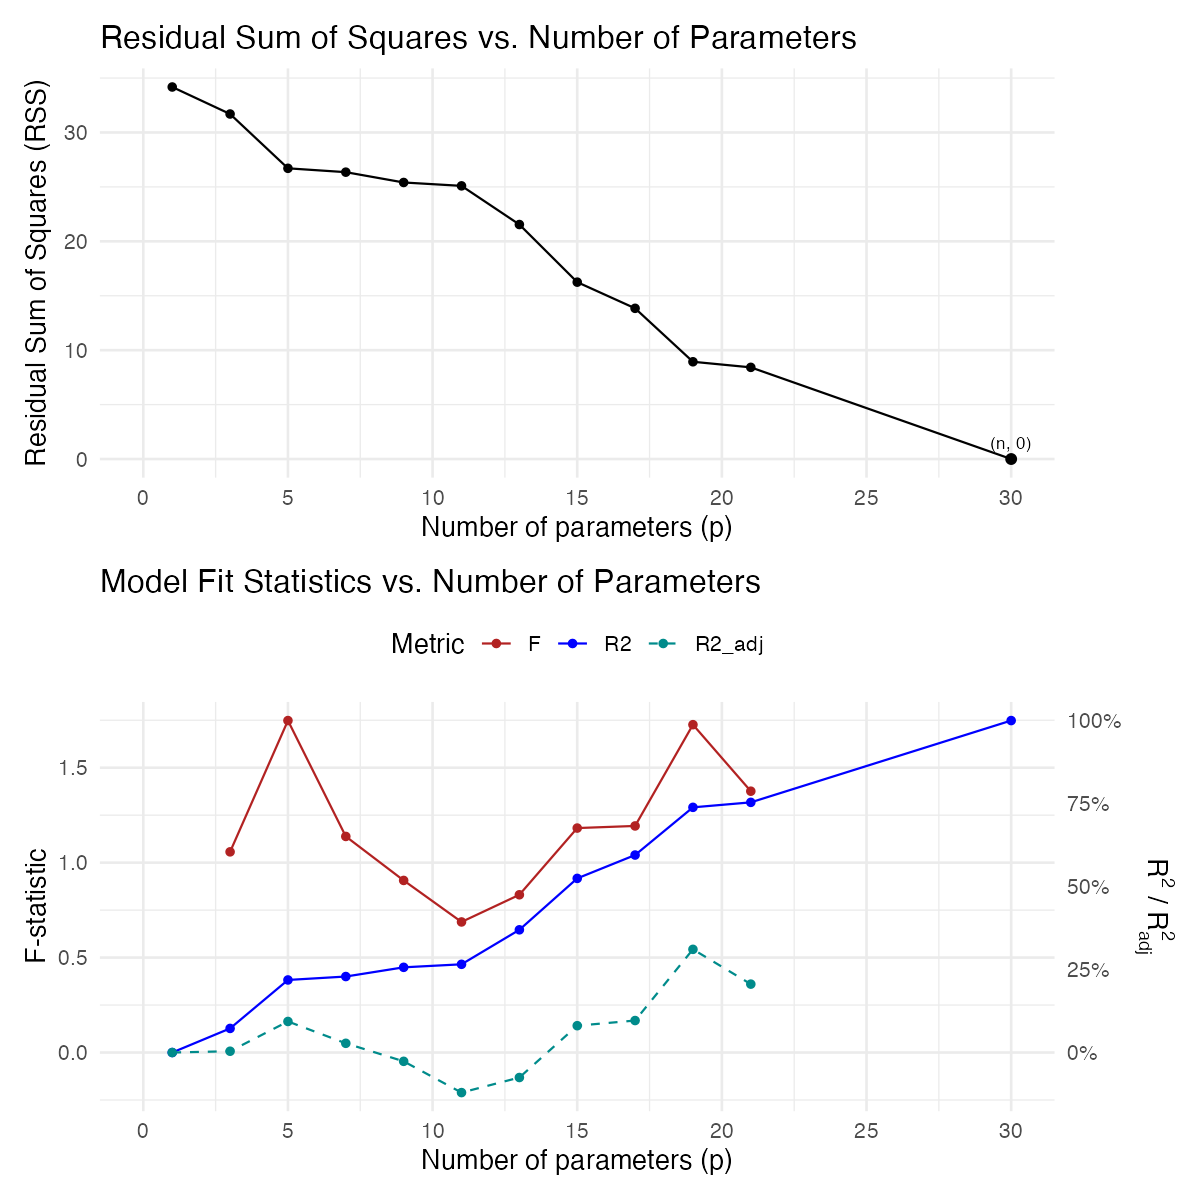 Residual Sum of Squares vs. Number of Parameters
Residual Sum of Squares (RSS)
30
20
10
0
(n, 0)
0 5 10 15 20 25 30
Number of parameters (p)
Model Fit Statistics vs. Number of Parameters
Metric F R2 R2_adj
F-statistic
1.5
1.0
0.5
0.0
100%
75%
50%
25%
0%
R² / R²adj
0 5 10 15 20 25 30
Number of parameters (p)